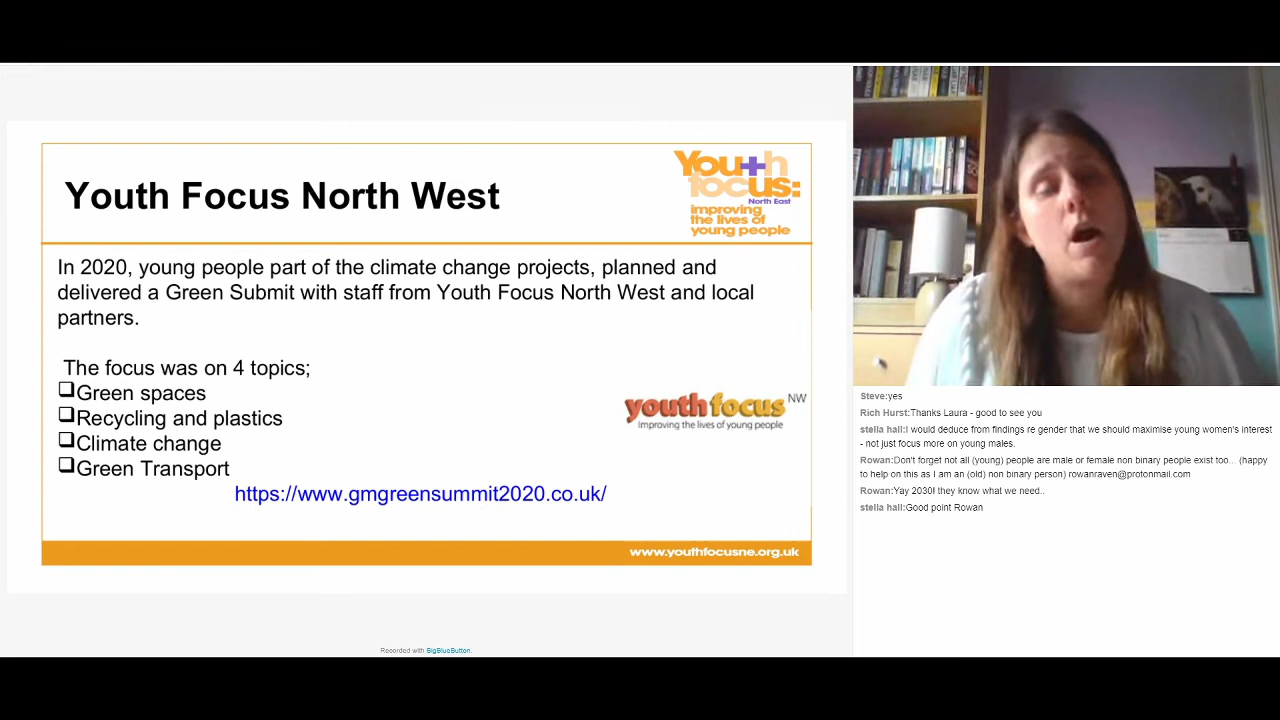 Youth Focus North West
Youth
focus:
North East
improving
the lives of
young people
In 2020, young people part of the climate change projects, planned and
delivered a Green Submit with staff from Youth Focus North West and local
partners.
The focus was on 4 topics;
Green spaces
Recycling and plastics
Climate change
Green Transport
youth focus NW
Improving the lives of young people
https://www.gmgreensummit2020.co.uk/
www.youthfocusne.org.uk
Recorded with BigBlueButton.
Steve:yes
Rich Hurst:Thanks Laura - good to see you
stella hall:I would deduce from findings re gender that we should maximise young women's interest
- not just focus more on young males.
Rowan:Don't forget not all (young) people are male or female non binary people exist too... (happy
to help on this as I am an (old) non binary person) rowanraven@protonmail.com
Rowan:Yay 2030! they know what we need..
stella hall:Good point Rowan